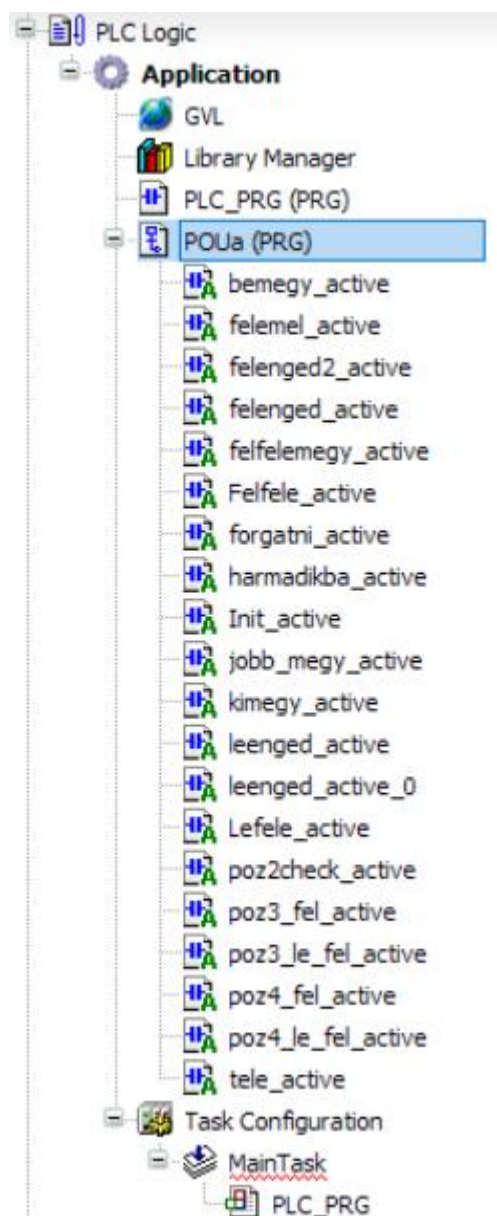 PLC Logic
Application
GVL
Library Manager
PLC_PRG (PRG)
POUa (PRG)
bemegy_active
felemel_active
felenged2_active
felenged_active
felfelemegy_active
Felfele_active
forgatni_active
harmadikba_active
Init_active
jobb_megy_active
kimegy_active
leenged_active
leenged_active_0
Lefele_active
poz2check_active
poz3_fel_active
poz3_le_fel_active
poz4_fel_active
poz4_le_fel_active
tele_active
Task Configuration
MainTask
PLC_PRG